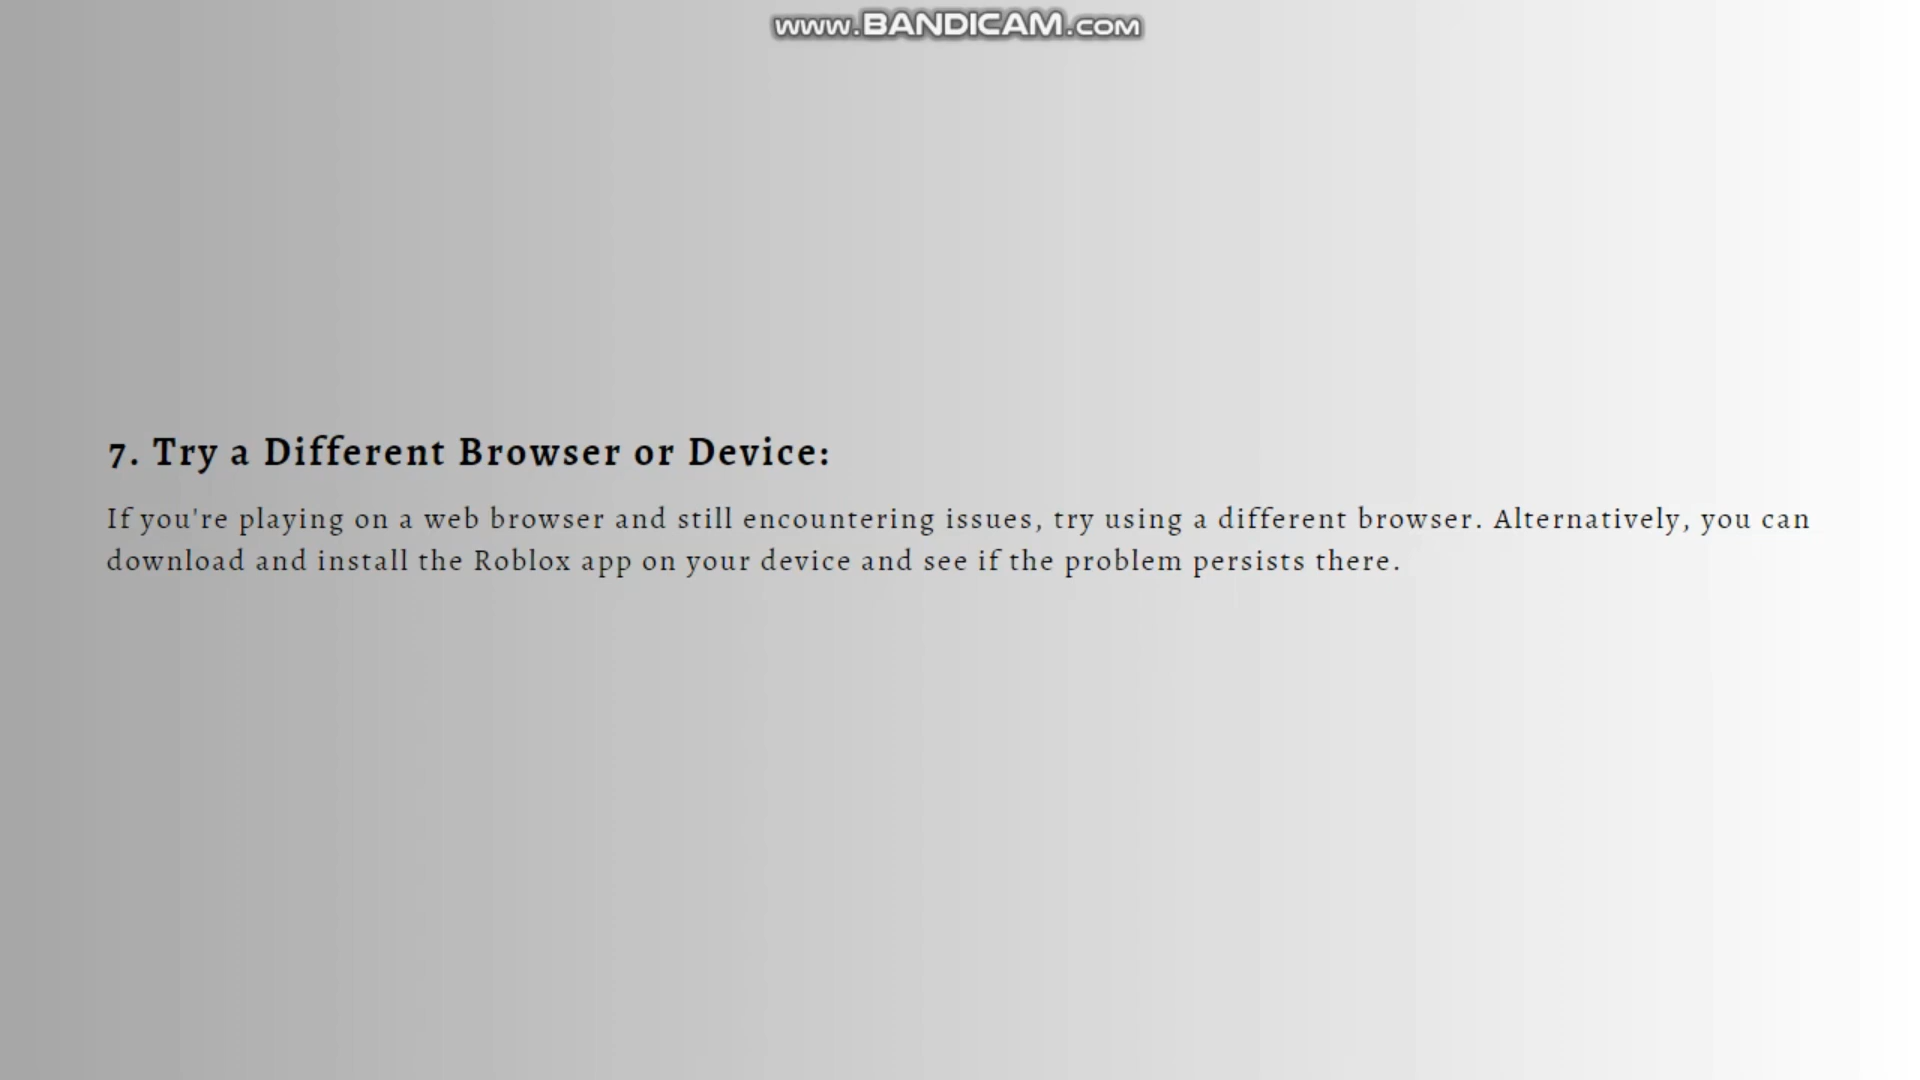 www.BANDICAM.COM
7. Try a Different Browser or Device:
If you're playing on a web browser and still encountering issues, try using a different browser. Alternatively, you can
download and install the Roblox app on your device and see if the problem persists there.